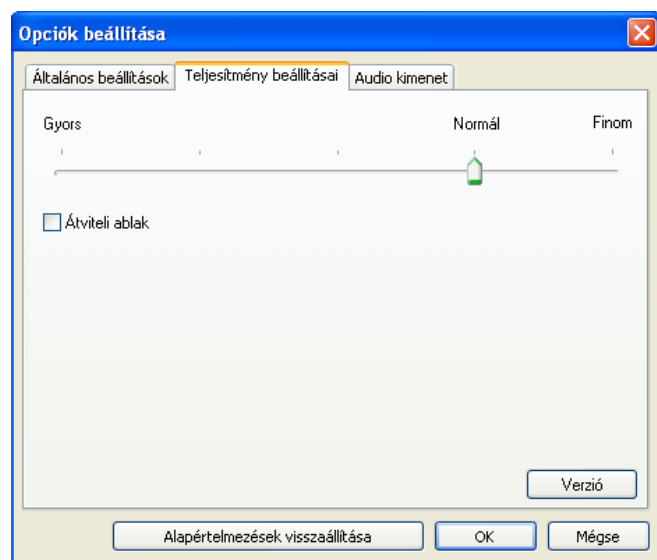 Opciók beállítása
Általános beállítások Teljesítmény beállításai Audio kimenet
Gyors Normál Finom
Átviteli ablak
Verzió
Alapértelmezések visszaállítása OK Mégse